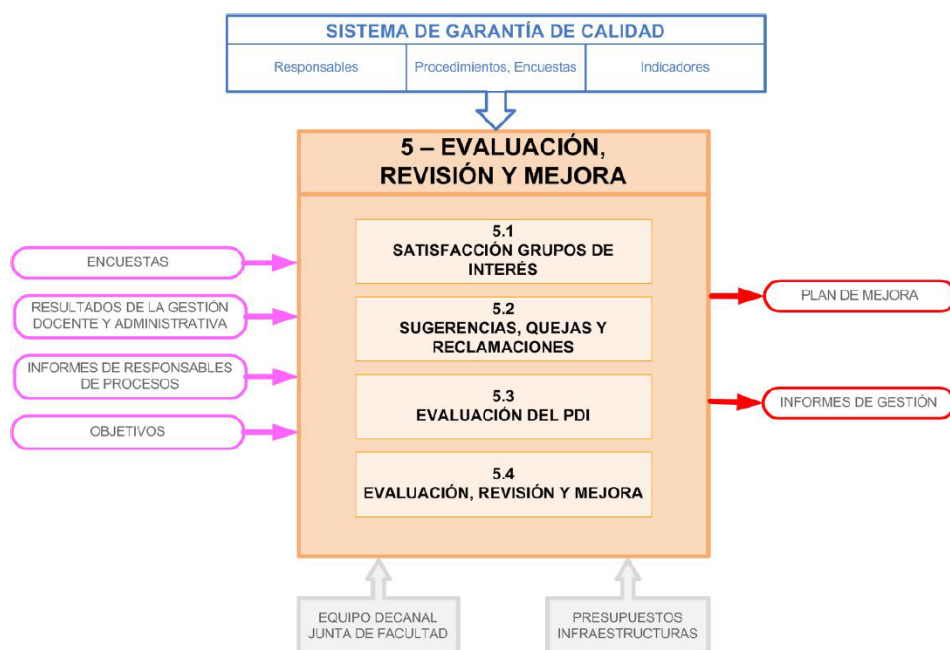 SISTEMA DE GARANTÍA DE CALIDAD
Responsables
Procedimientos, Encuestas
Indicadores
5 – EVALUACIÓN,
REVISIÓN Y MEJORA
5.1
SATISFACCIÓN GRUPOS DE
INTERÉS
5.2
SUGERENCIAS, QUEJAS Y
RECLAMACIONES
5.3
EVALUACIÓN DEL PDI
5.4
EVALUACIÓN, REVISIÓN Y MEJORA
ENCUESTAS
RESULTADOS DE LA GESTIÓN
DOCENTE Y ADMINISTRATIVA
INFORMES DE RESPONSABLES
DE PROCESOS
OBJETIVOS
PLAN DE MEJORA
INFORMES DE GESTIÓN
EQUIPO DECANAL
JUNTA DE FACULTAD
PRESUPUESTOS
INFRAESTRUCTURAS